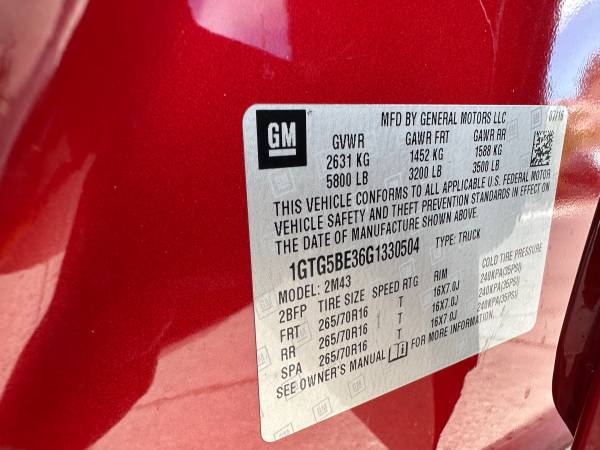 GM
MFD BY GENERAL MOTORS LLC 07/16
GVWR GAWR FRT GAWR RR
2631 KG 1452 KG 1588 KG
5800 LB 3200 LB 3500 LB
THIS VEHICLE CONFORMS TO ALL APPLICABLE U.S. FEDERAL MOTOR
VEHICLE SAFETY AND THEFT PREVENTION STANDARDS IN EFFECT ON
THE DATE OF MANUFACTURE SHOWN ABOVE.
1GTG5BE36G1330504 TYPE: TRUCK
MODEL: 2M43
2BFP TIRE SIZE SPEED RTG RIM COLD TIRE PRESSURE
FRT 265/70R16 T 16X7.0J 240KPA(35PSI)
RR 265/70R16 T 16X7.0J 240KPA(35PSI)
SPA 265/70R16 T 16X7.0J 240KPA(35PSI)
SEE OWNER'S MANUAL FOR MORE INFORMATION.